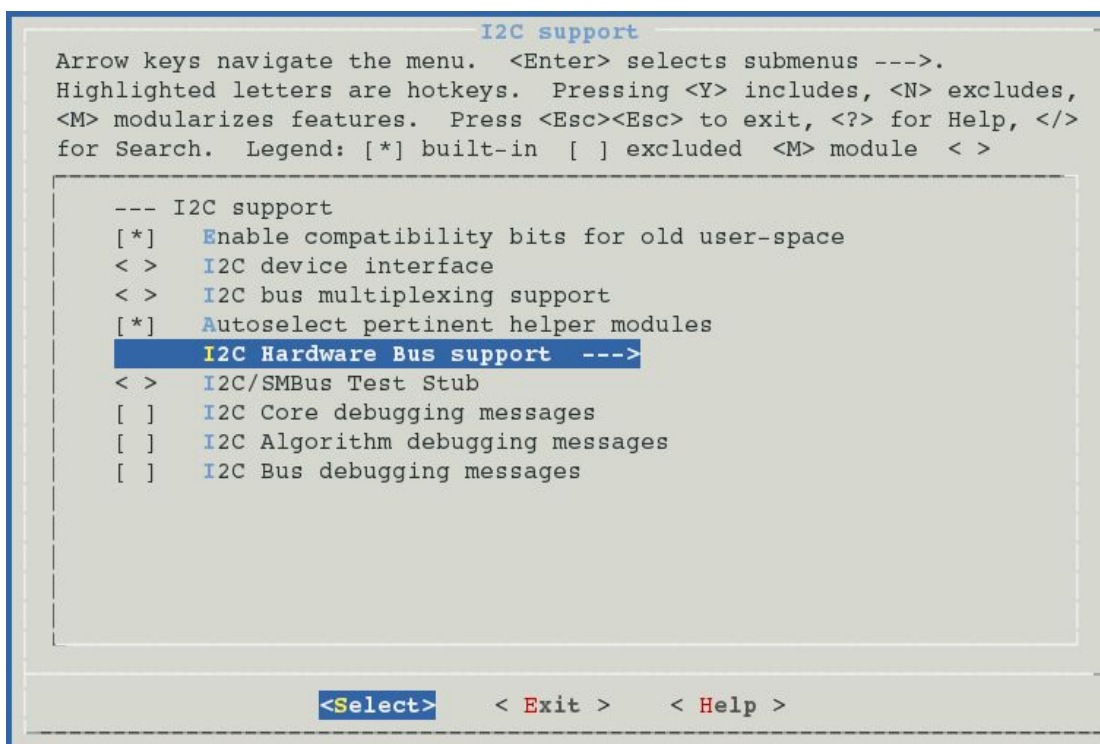 I2C support
Arrow keys navigate the menu.  <Enter> selects submenus --->.
Highlighted letters are hotkeys.  Pressing <Y> includes, <N> excludes,
<M> modularizes features.  Press <Esc><Esc> to exit, <?> for Help, </>
for Search.  Legend: [*] built-in  [ ] excluded  <M> module  < >
--- I2C support
[*]   Enable compatibility bits for old user-space
< >   I2C device interface
< >   I2C bus multiplexing support
[*]   Autoselect pertinent helper modules
I2C Hardware Bus support  --->
< >   I2C/SMBus Test Stub
[ ]   I2C Core debugging messages
[ ]   I2C Algorithm debugging messages
[ ]   I2C Bus debugging messages
<Select>    < Exit >    < Help >